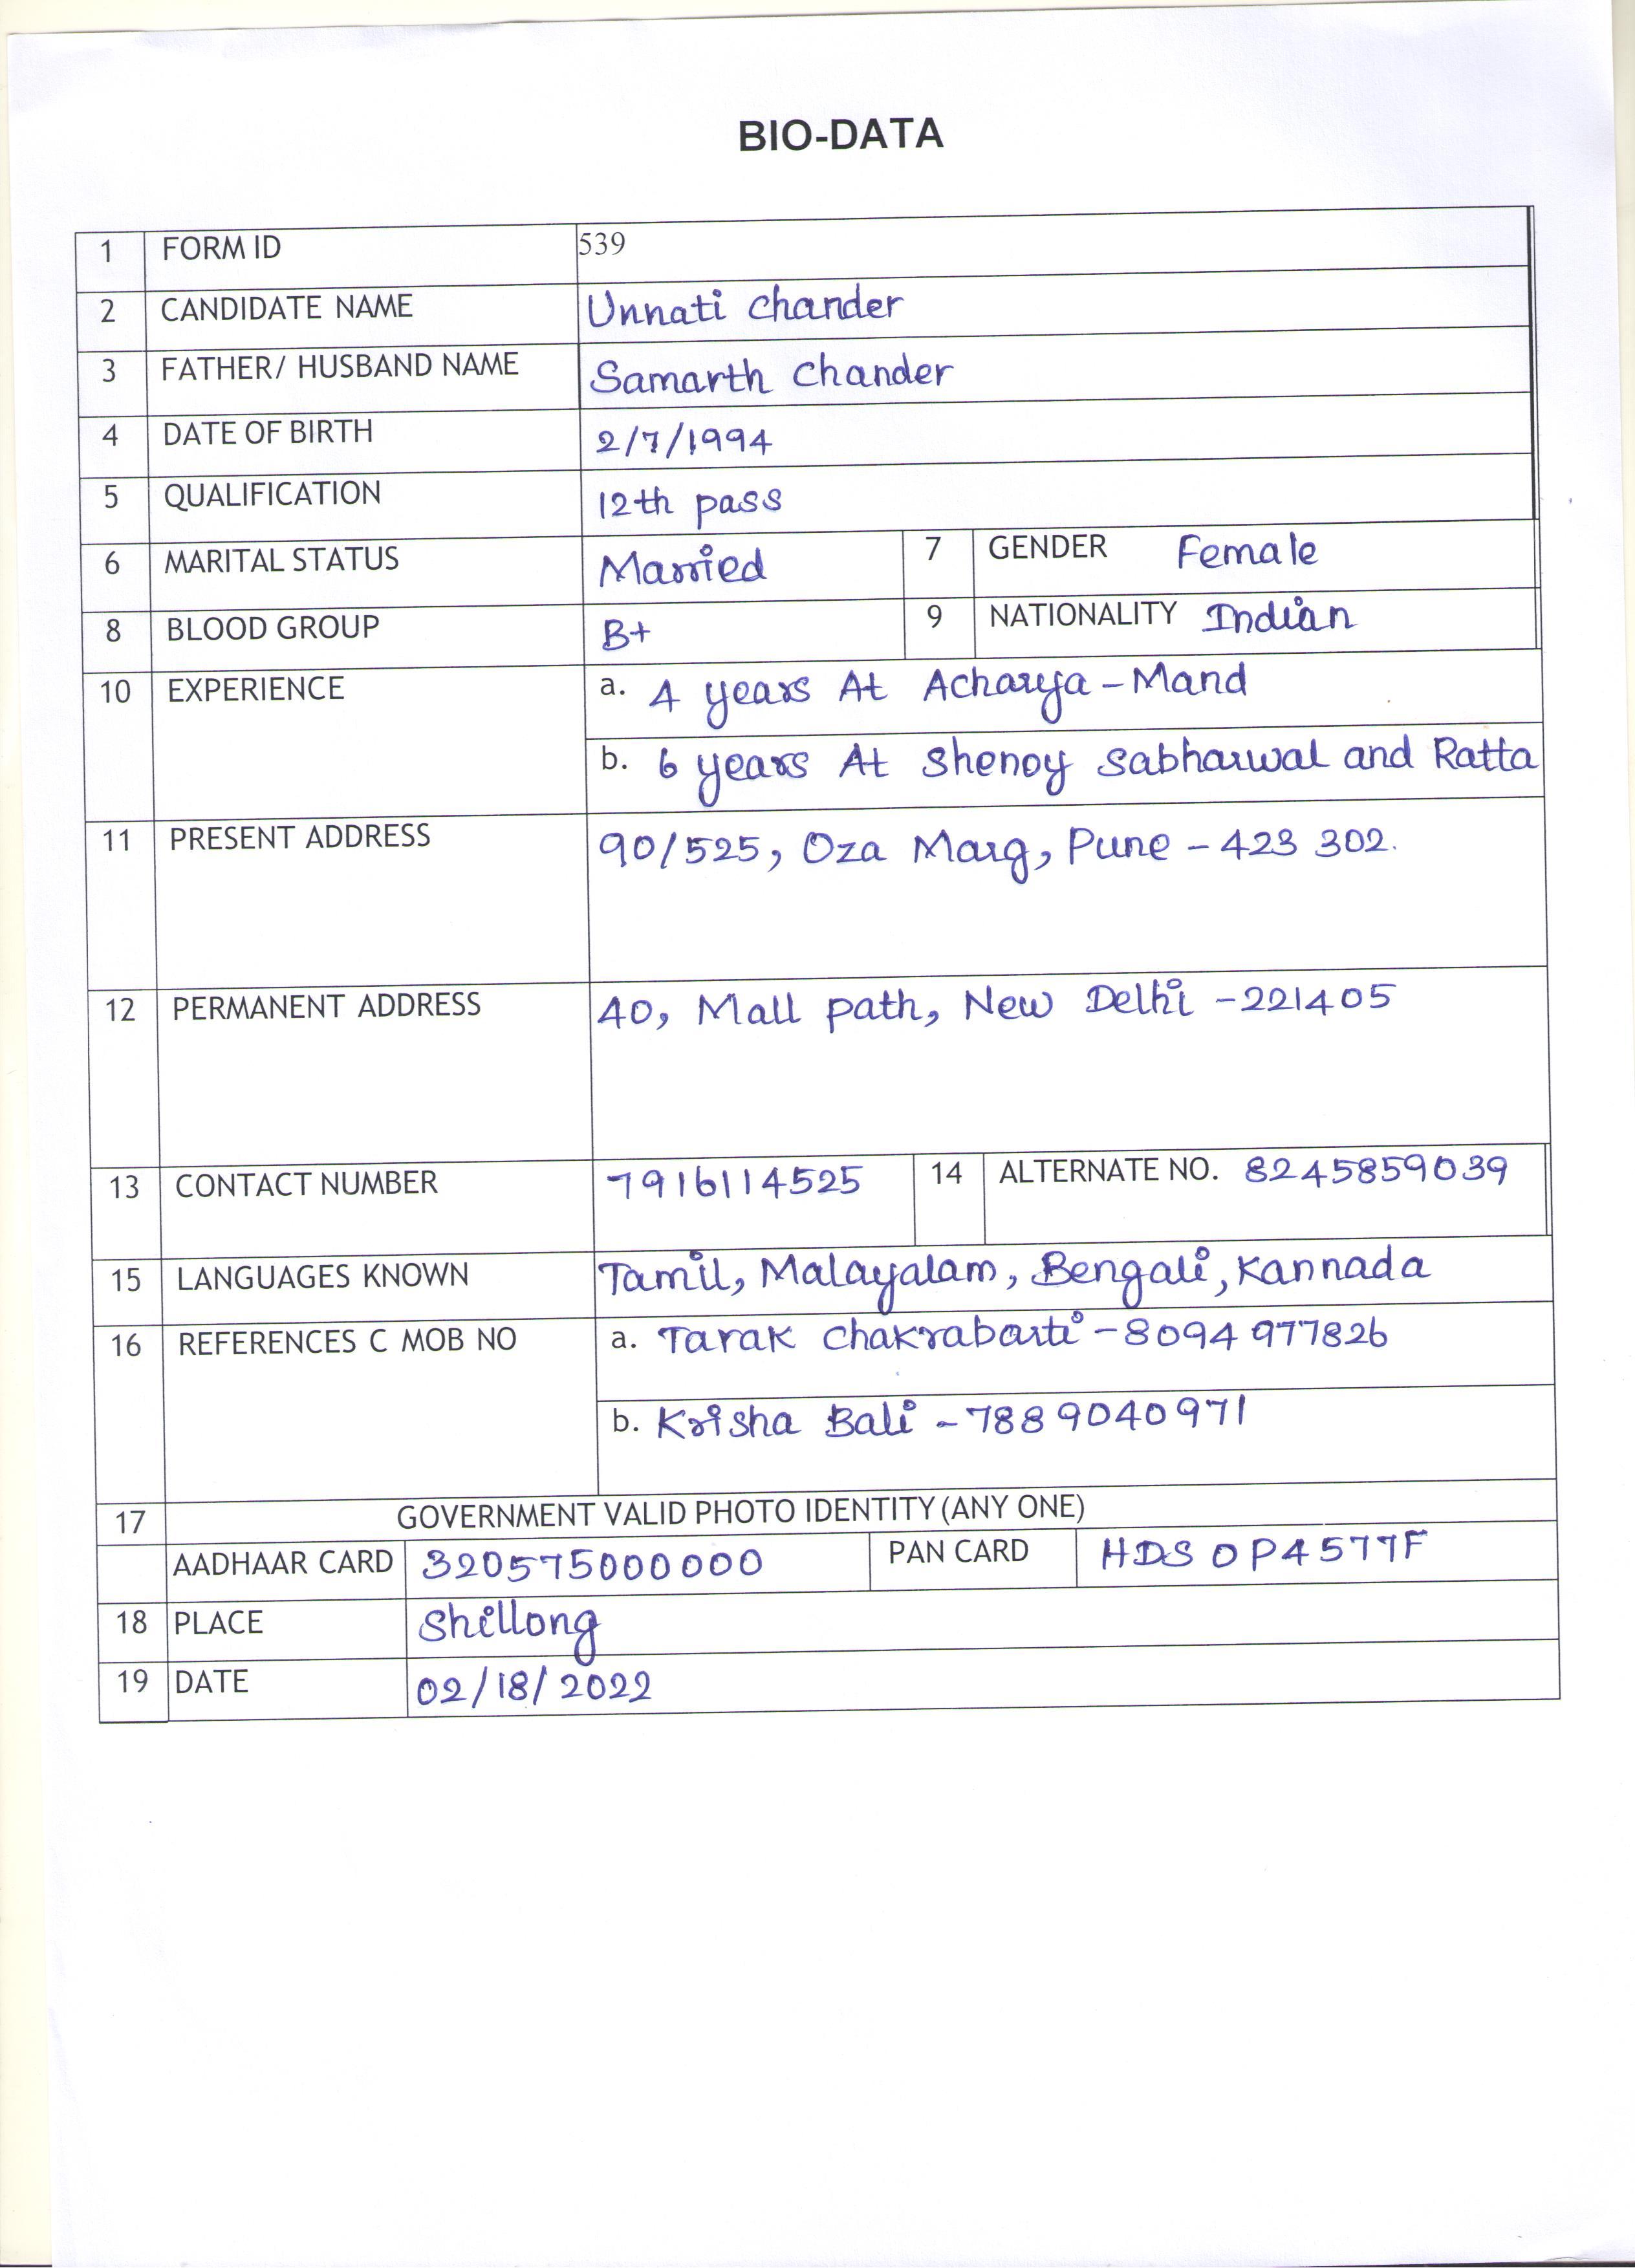 BIO-DATA
1 FORM ID 539
2 CANDIDATE NAME Unnati Chander
3 FATHER/ HUSBAND NAME Samarth Chander
4 DATE OF BIRTH 2/7/1994
5 QUALIFICATION 12th pass
6 MARITAL STATUS Married 7 GENDER Female
8 BLOOD GROUP B+ 9 NATIONALITY Indian
10 EXPERIENCE a. 4 years At Acharya-Mand
b. 6 years At Shenoy Sabharwal and Ratta
11 PRESENT ADDRESS 90/525, Oza Marg, Pune - 423 302.
12 PERMANENT ADDRESS 40, Mall path, New Delhi -221405
13 CONTACT NUMBER 7916114525 14 ALTERNATE NO. 8245859039
15 LANGUAGES KNOWN Tamil, Malayalam, Bengali, Kannada
16 REFERENCES C MOB NO a. Tarak Chakrabarti -8094977826
b. Krisha Bali -7889040971
17 GOVERNMENT VALID PHOTO IDENTITY (ANY ONE)
AADHAAR CARD 320575000000 PAN CARD HDSOP4577F
18 PLACE Shillong
19 DATE 02/18/2022